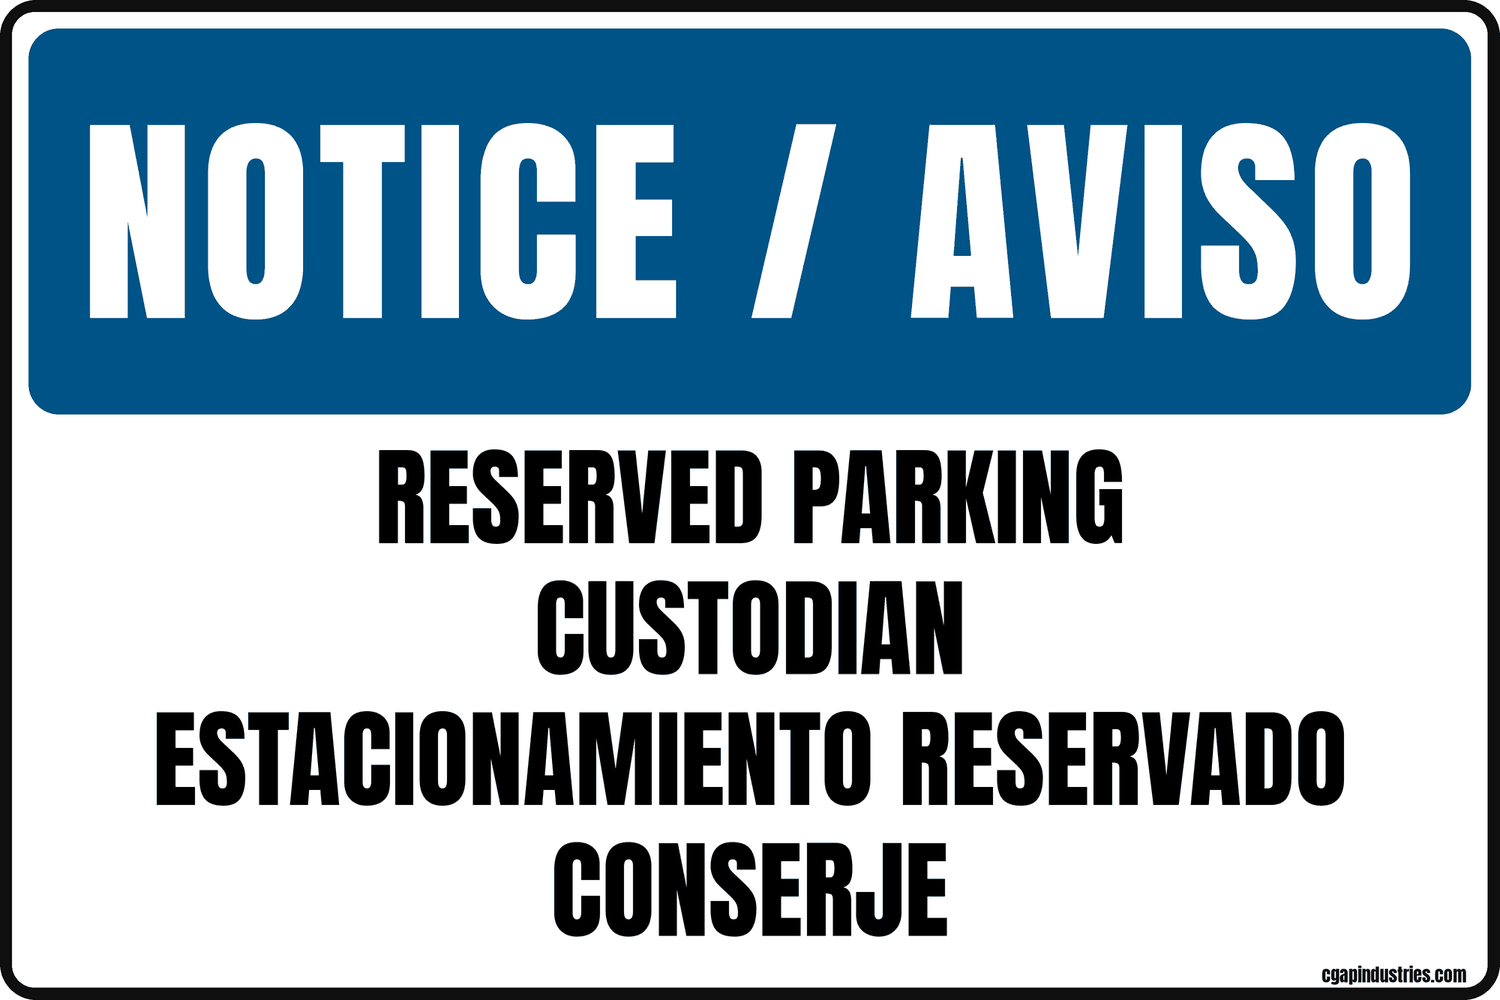 NOTICE / AVISO
RESERVED PARKING
CUSTODIAN
ESTACIONAMIENTO RESERVADO
CONSERJE
cgapindustries.com